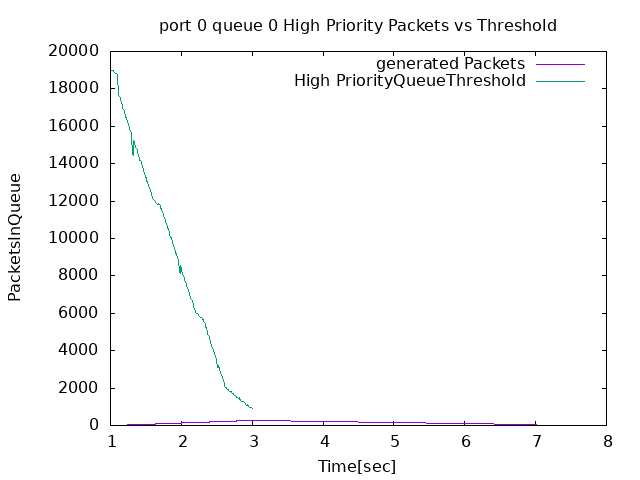 port 0 queue 0 High Priority Packets vs Threshold
generated Packets
High PriorityQueueThreshold
PacketsInQueue
20000
18000
16000
14000
12000
10000
8000
6000
4000
2000
0
1 2 3 4 5 6 7 8
Time[sec]